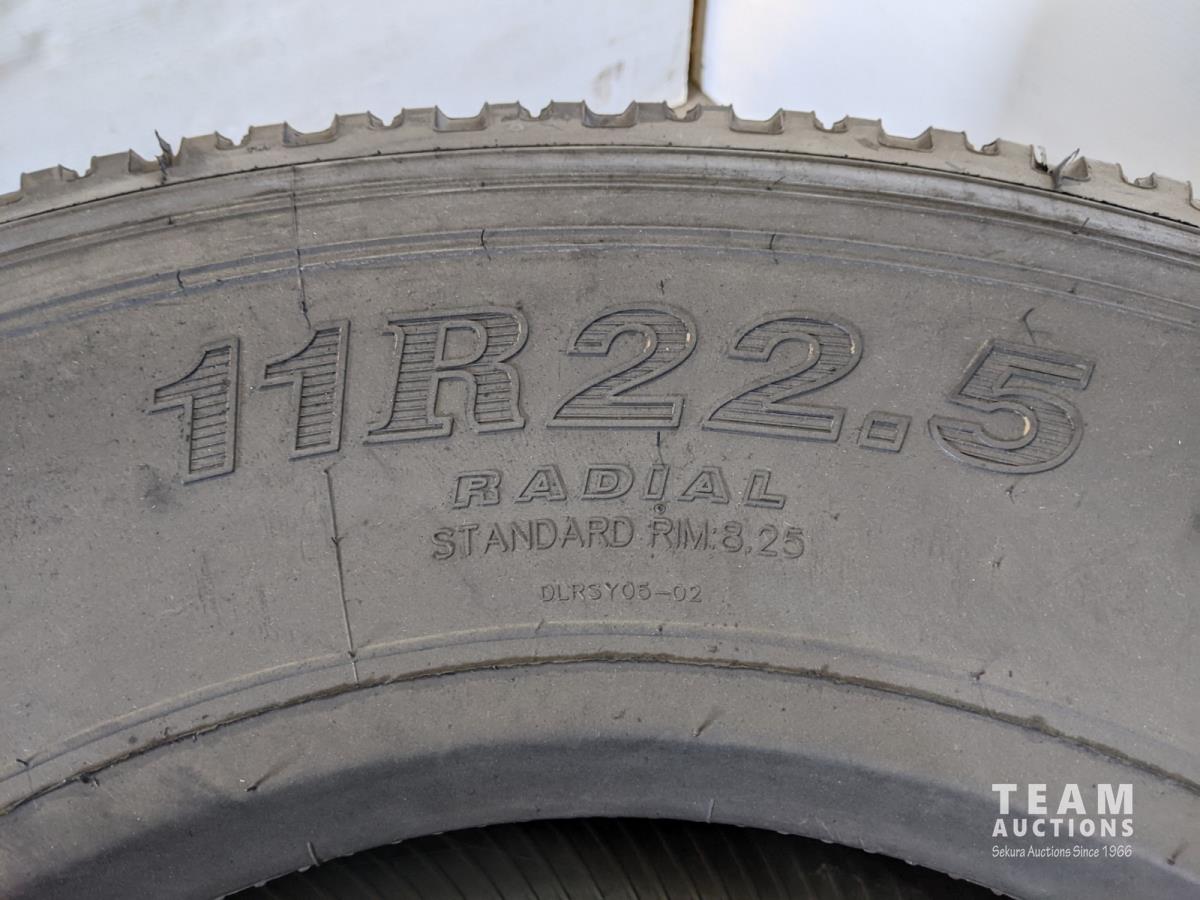 11R22.5
RADIAL
STANDARD RIM:8.25
DLRSY05-02
TEAM
AUCTIONS
Sekura Auctions Since 1966